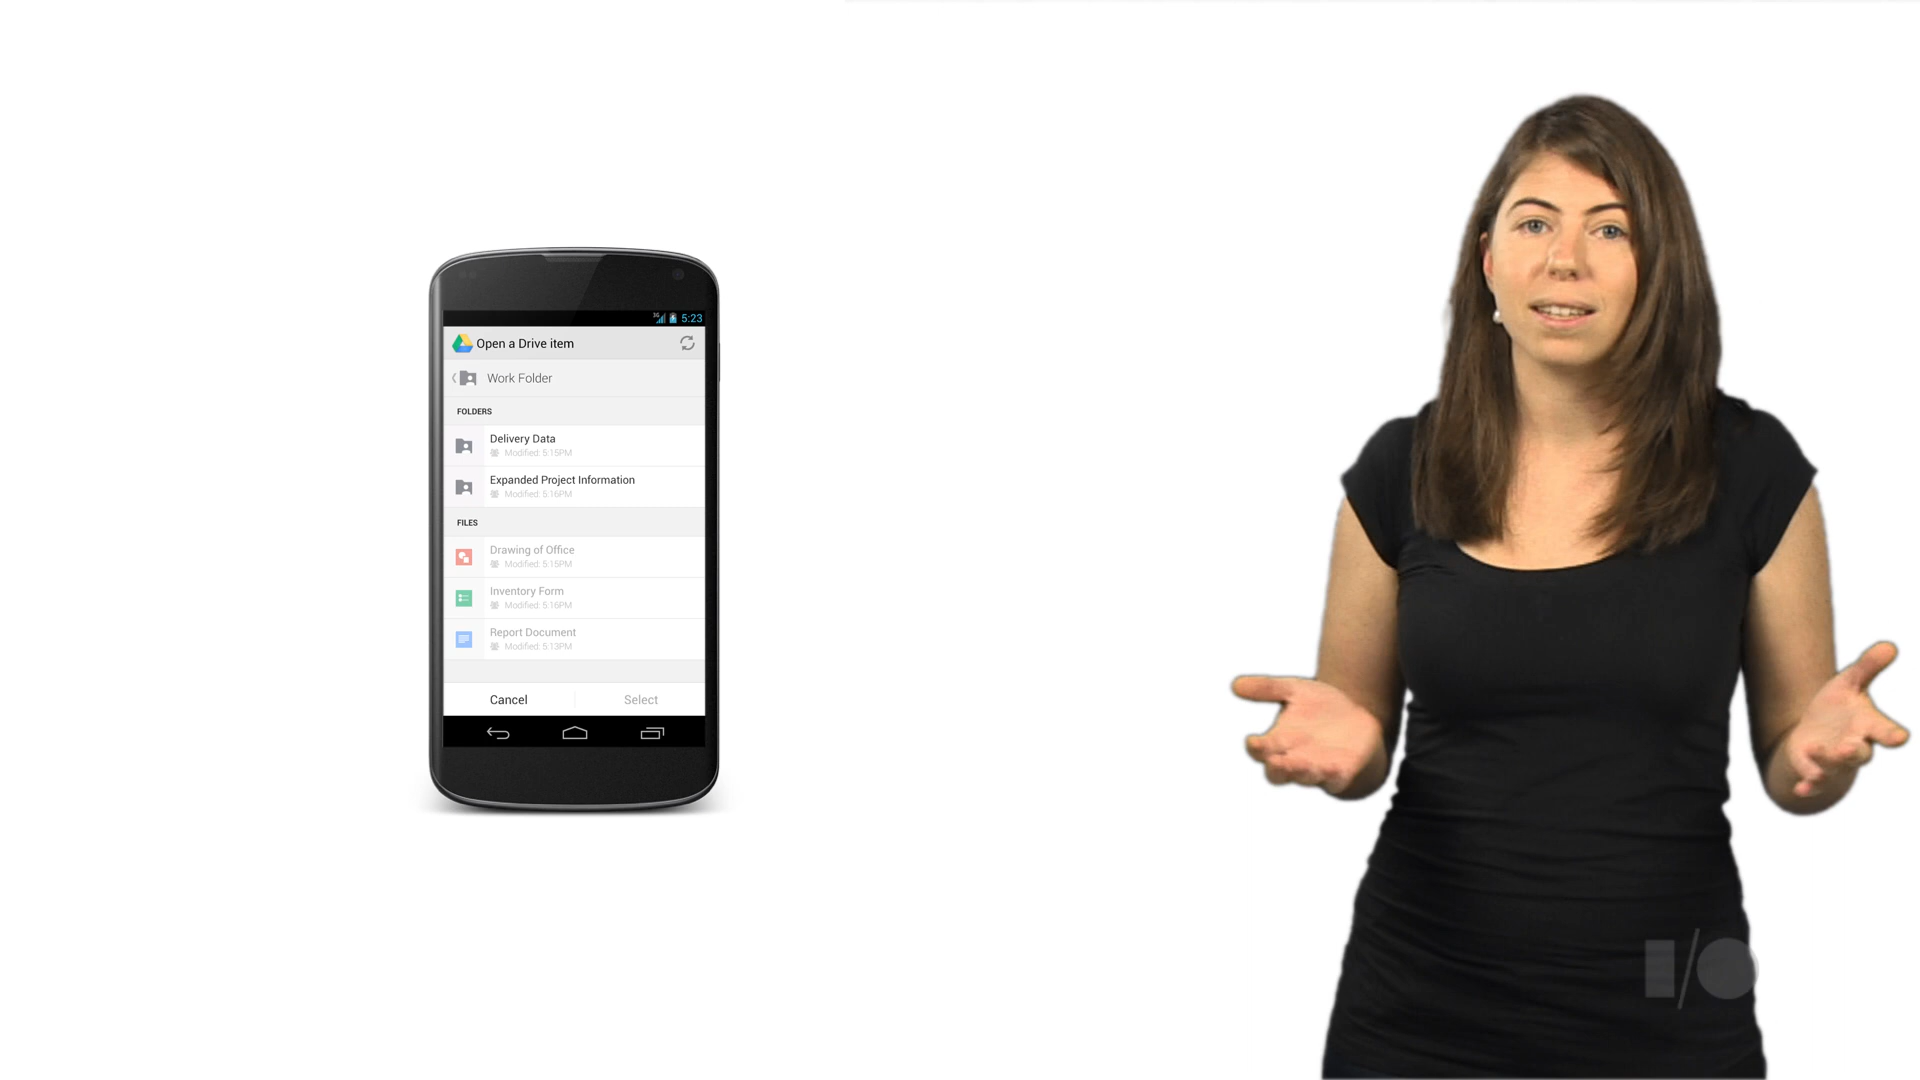 3G 5:23
Open a Drive item
Work Folder
FOLDERS
Delivery Data
Modified: 5:15PM
Expanded Project Information
Modified: 5:16PM
FILES
Drawing of Office
Modified: 5:15PM
Inventory Form
Modified: 5:16PM
Report Document
Modified: 5:13PM
Cancel Select
I/O